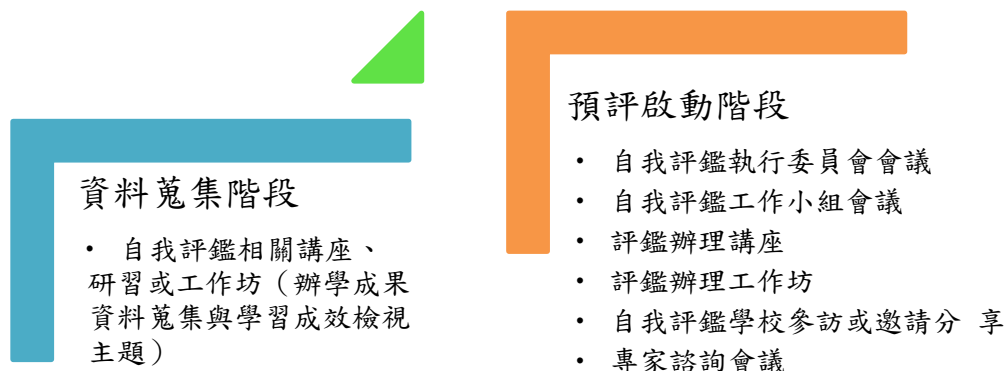 資料蒐集階段
• 自我評鑑相關講座、
研習或工作坊（辦學成果
資料蒐集與學習成效檢視
主題）
預評啟動階段
• 自我評鑑執行委員會會議
• 自我評鑑工作小組會議
• 評鑑辦理講座
• 評鑑辦理工作坊
• 自我評鑑學校參訪或邀請分 享
• 專家諮詢會議